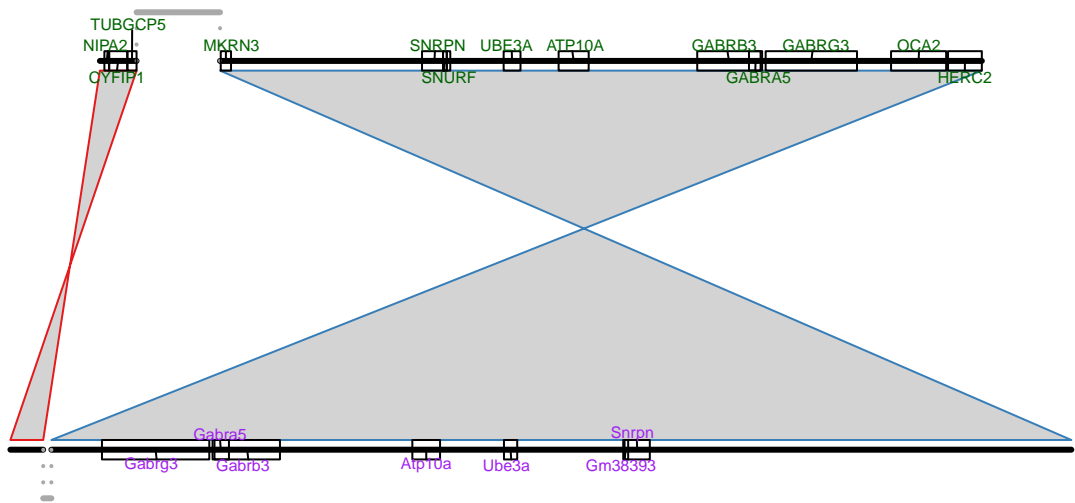 TUBGCP5
NIPA2 MKRN3 SNRPN UBE3A ATP10A GABRB3 GABRG3 OCA2
CYFIP1 SNURF GABRA5 HERC2
Gabra5 Snrpn
Gabrg3 Gabrb3 Atp10a Ube3a Gm38393